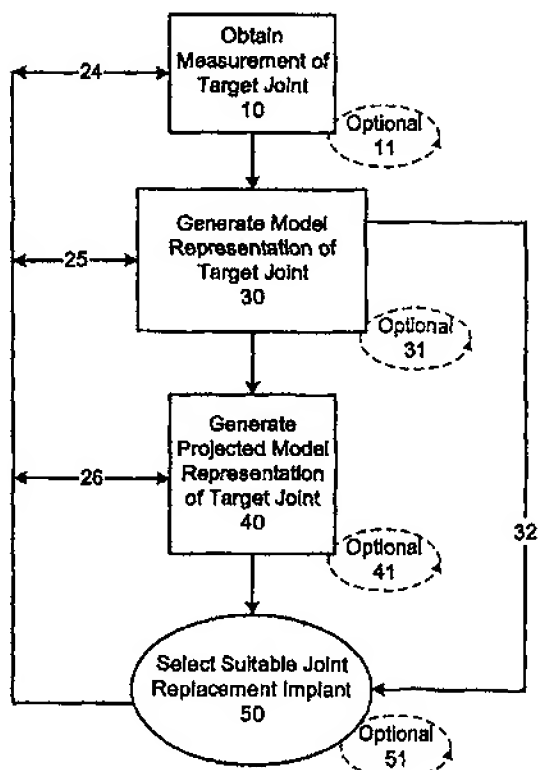 Obtain
Measurement of
Target Joint
10
24
Optional
11
Generate Model
Representation of
Target Joint
30
25
Optional
31
Generate
Projected Model
Representation
of Target Joint
40
26
32
Optional
41
Select Suitable Joint
Replacement Implant
50
Optional
51